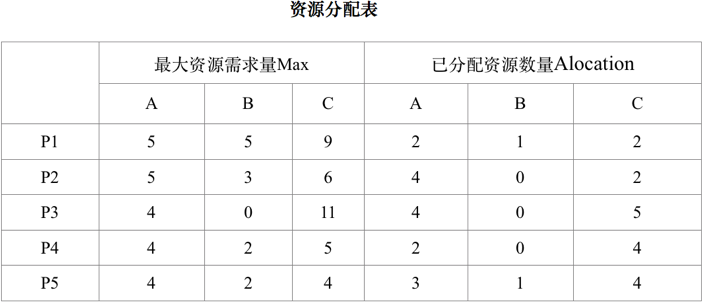 资源分配表
最大资源需求量Max 已分配资源数量Alocation
A B C A B C
P1 5 5 9 2 1 2
P2 5 3 6 4 0 2
P3 4 0 11 4 0 5
P4 4 2 5 2 0 4
P5 4 2 4 3 1 4